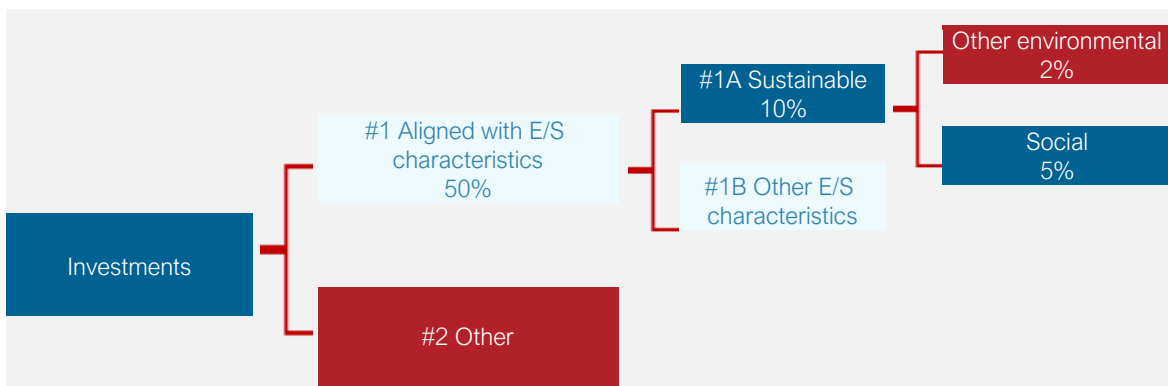 Investments
#1 Aligned with E/S
characteristics
50%
#2 Other
#1A Sustainable
10%
#1B Other E/S
characteristics
Other environmental
2%
Social
5%